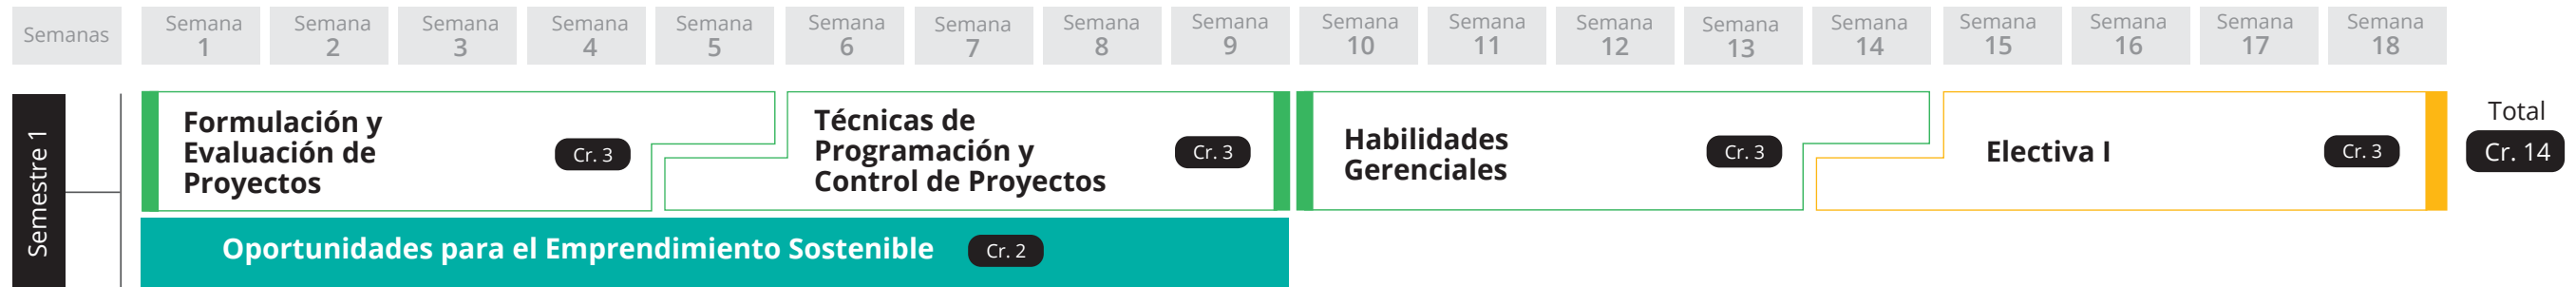 Semanas
Semana
1
Semana
2
Semana
3
Semana
4
Semana
5
Semana
6
Semana
7
Semana
8
Semana
9
Semana
10
Semana
11
Semana
12
Semana
13
Semana
14
Semana
15
Semana
16
Semana
17
Semana
18
Semestre 1
Formulación y
Evaluación de
Proyectos
Cr. 3
Técnicas de
Programación y
Control de Proyectos
Cr. 3
Habilidades
Gerenciales
Cr. 3
Electiva I
Cr. 3
Total
Cr. 14
Oportunidades para el Emprendimiento Sostenible
Cr. 2